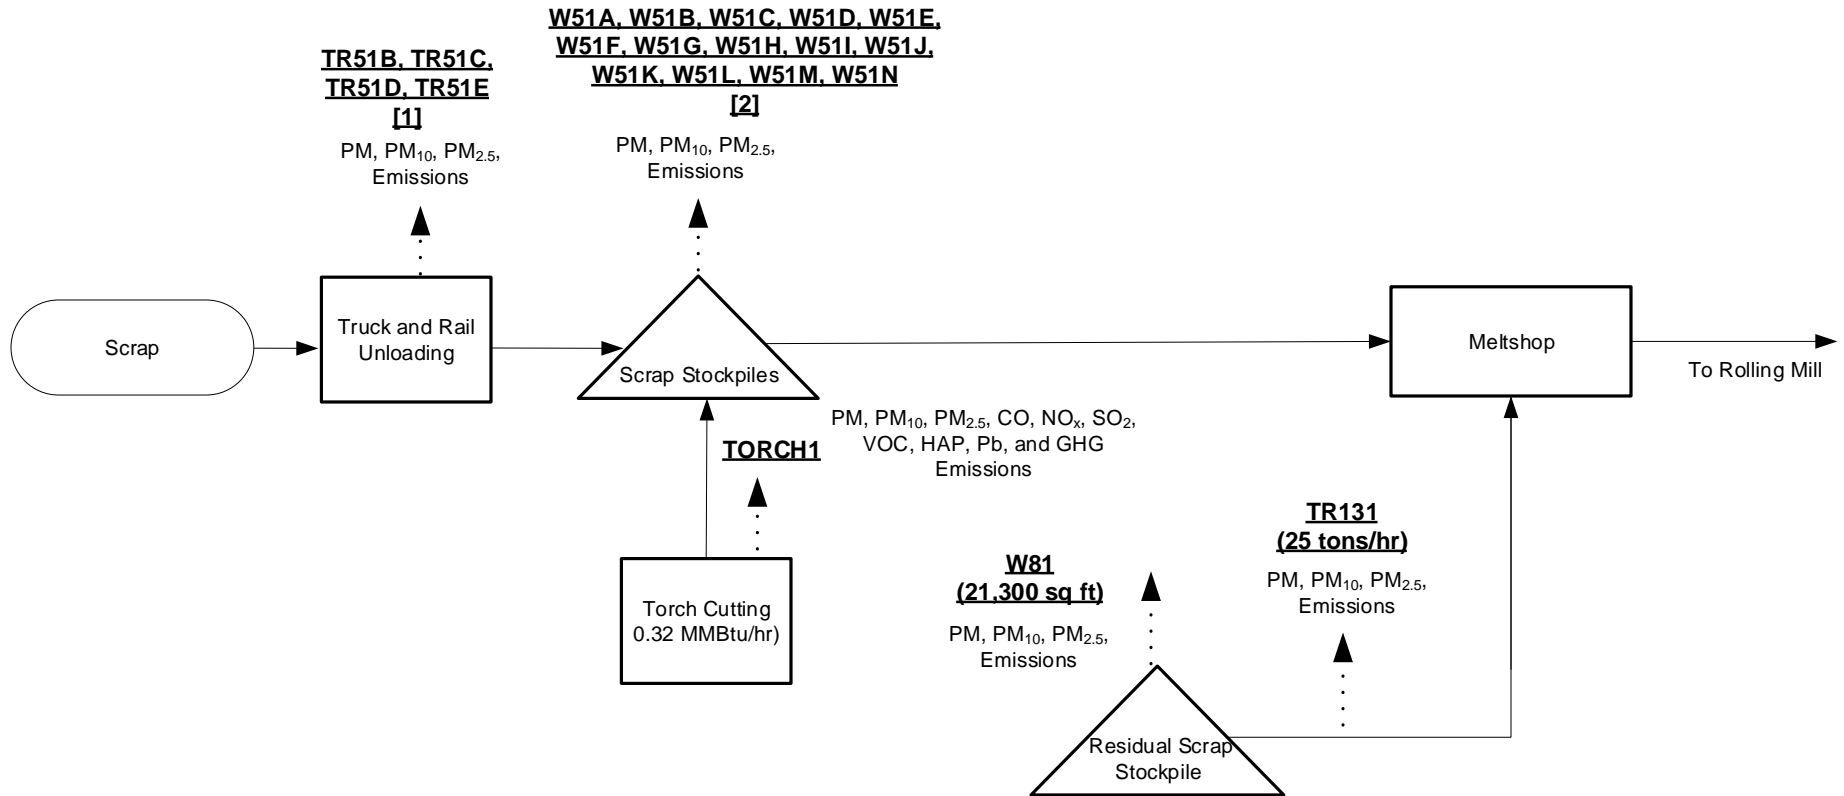 W51A, W51B, W51C, W51D, W51E,
W51F, W51G, W51H, W51I, W51J,
W51K, W51L, W51M, W51N
[2]
TR51B, TR51C,
TR51D, TR51E
[1]
PM, PM₁₀, PM₂.₅,
Emissions
PM, PM₁₀, PM₂.₅,
Emissions
Scrap
Truck and Rail
Unloading
Scrap Stockpiles
Meltshop
To Rolling Mill
PM, PM₁₀, PM₂.₅, CO, NOₓ, SO₂,
VOC, HAP, Pb, and GHG
Emissions
TORCH1
Torch Cutting
0.32 MMBtu/hr)
W81
(21,300 sq ft)
PM, PM₁₀, PM₂.₅,
Emissions
TR131
(25 tons/hr)
PM, PM₁₀, PM₂.₅,
Emissions
Residual Scrap
Stockpile